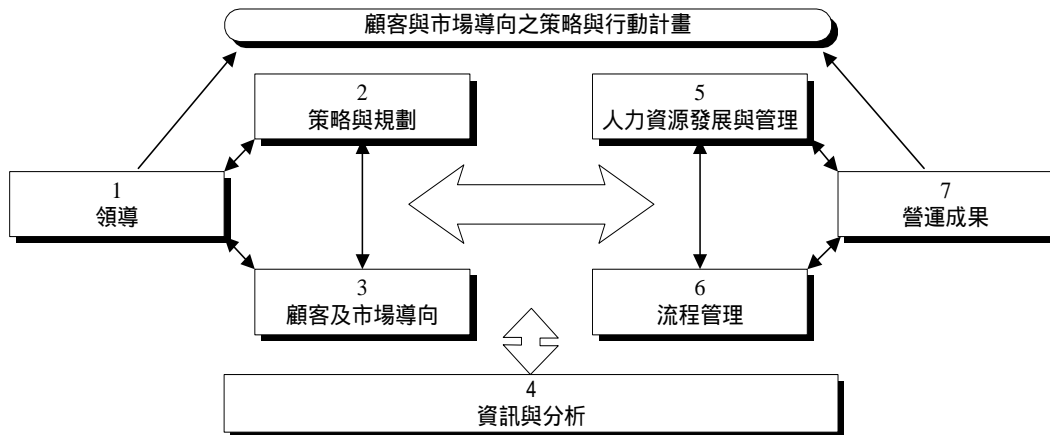 顧客與市場導向之策略與行動計畫
2
策略與規劃
5
人力資源發展與管理
1
領導
7
營運成果
3
顧客及市場導向
6
流程管理
4
資訊與分析